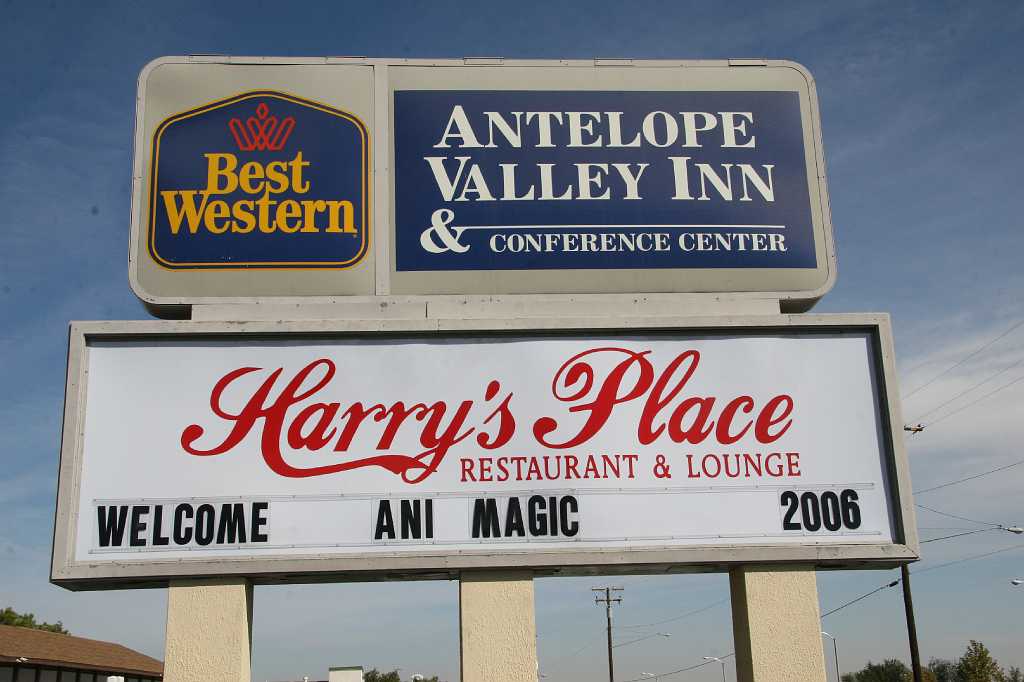 Best
Western
ANTELOPE
VALLEY INN
& CONFERENCE CENTER
Harry's Place
RESTAURANT & LOUNGE
WELCOME ANI MAGIC 2006